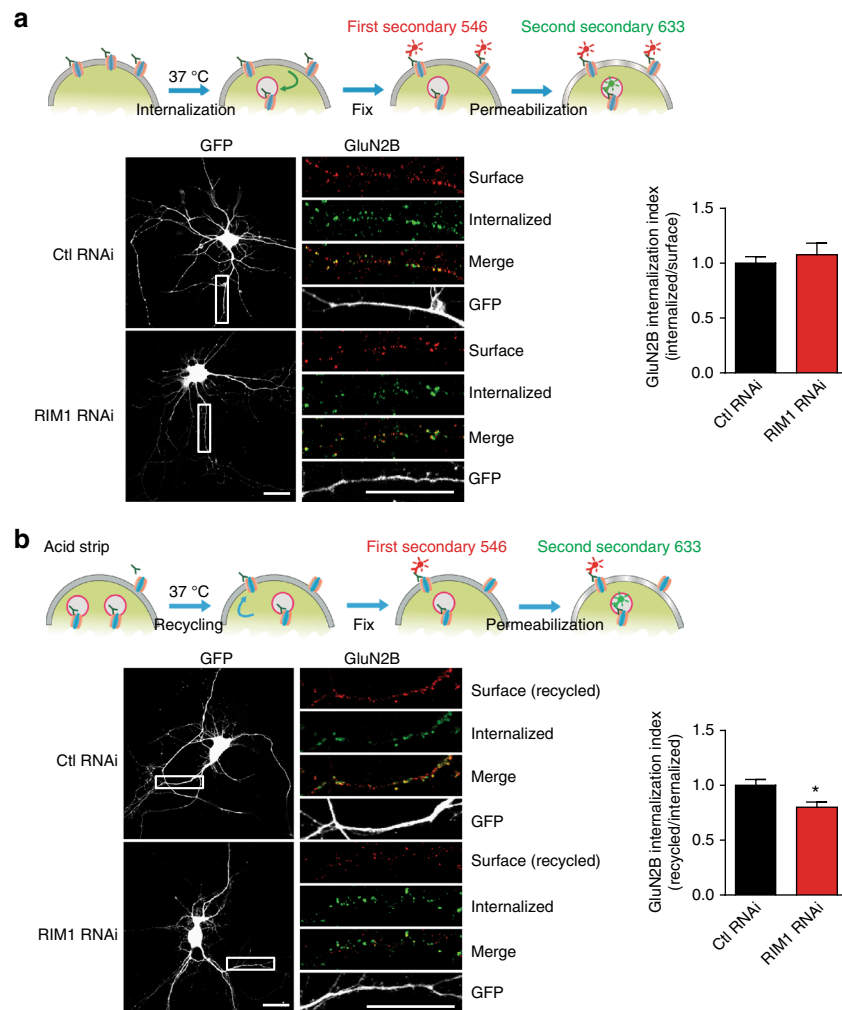 a
First secondary 546
Second secondary 633
37 °C
Internalization
Fix
Permeabilization
GFP
GluN2B
Ctl RNAi
Surface
Internalized
Merge
GFP
RIM1 RNAi
Surface
Internalized
Merge
GFP
GluN2B internalization index
(internalized/surface)
1.5
1.0
0.5
0.0
Ctl RNAi
RIM1 RNAi
b
Acid strip
First secondary 546
Second secondary 633
37 °C
Recycling
Fix
Permeabilization
GFP
GluN2B
Ctl RNAi
Surface (recycled)
Internalized
Merge
GFP
RIM1 RNAi
Surface (recycled)
Internalized
Merge
GFP
GluN2B internalization index
(recycled/internalized)
1.5
1.0
0.5
0.0
*
Ctl RNAi
RIM1 RNAi